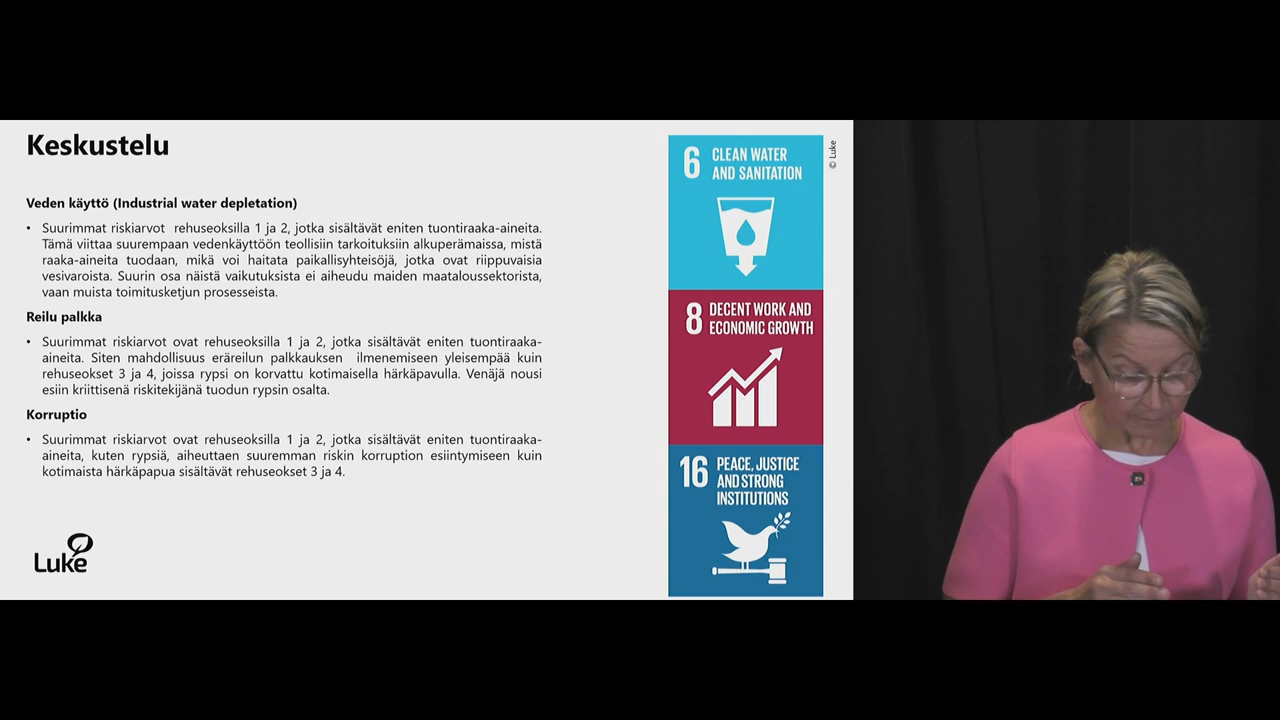 Keskustelu
Veden käyttö (Industrial water depletation)
• Suurimmat riskiarvot rehuseoksilla 1 ja 2, jotka sisältävät eniten tuontiraaka-aineita.
Tämä viittaa suurempaan vedenkäyttöön teollisiin tarkoituksiin alkuperämaissa, mistä
raaka-aineita tuodaan, mikä voi haitata paikallisyhteisöjä, jotka ovat riippuvaisia
vesivaroista. Suurin osa näistä vaikutuksista ei aiheudu maiden maataloussektorista,
vaan muista toimitusketjun prosesseista.
Reilu palkka
• Suurimmat riskiarvot ovat rehuseoksilla 1 ja 2, jotka sisältävät eniten tuontiraaka-
aineita. Siten mahdollisuus eräreilun palkkauksen ilmenemiseen yleisempää kuin
rehuseokset 3 ja 4, joissa rypsi on korvattu kotimaisella härkäpavulla. Venäjä nousi
esiin kriittisenä riskitekijänä tuodun rypsin osalta.
Korruptio
• Suurimmat riskiarvot ovat rehuseoksilla 1 ja 2, jotka sisältävät eniten tuontiraaka-
aineita, kuten rypsiä, aiheuttaen suuremman riskin korruption esiintymiseen kuin
kotimaista härkäpapua sisältävät rehuseokset 3 ja 4.
Luke
6 CLEAN WATER
AND SANITATION
8 DECENT WORK AND
ECONOMIC GROWTH
16 PEACE, JUSTICE
AND STRONG
INSTITUTIONS
© Luke